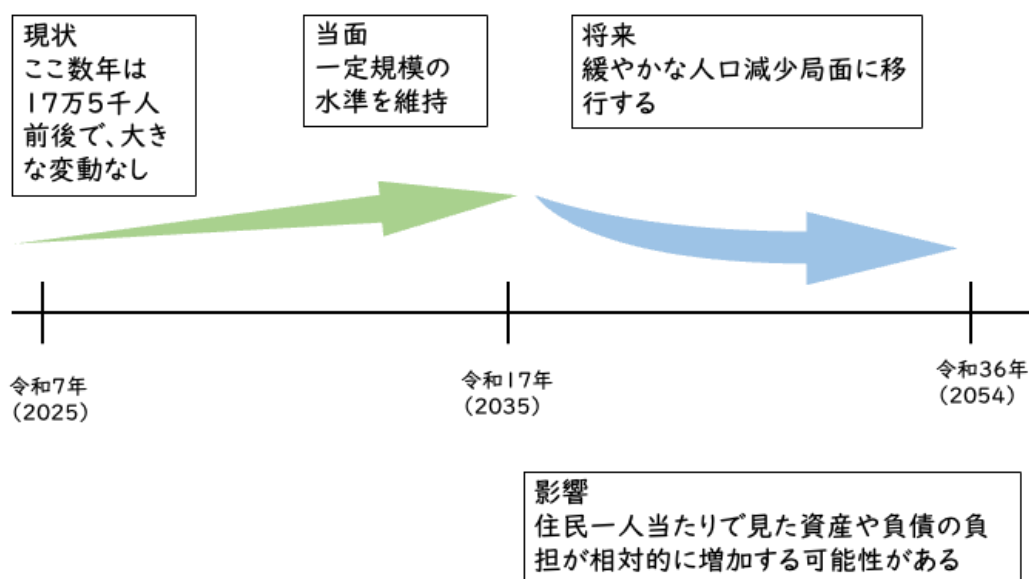 現状
ここ数年は
17万5千人
前後で、大き
な変動なし
当面
一定規模の
水準を維持
将来
緩やかな人口減少局面に移
行する
令和7年
(2025)
令和17年
(2035)
令和36年
(2054)
影響
住民一人当たりで見た資産や負債の負
担が相対的に増加する可能性がある